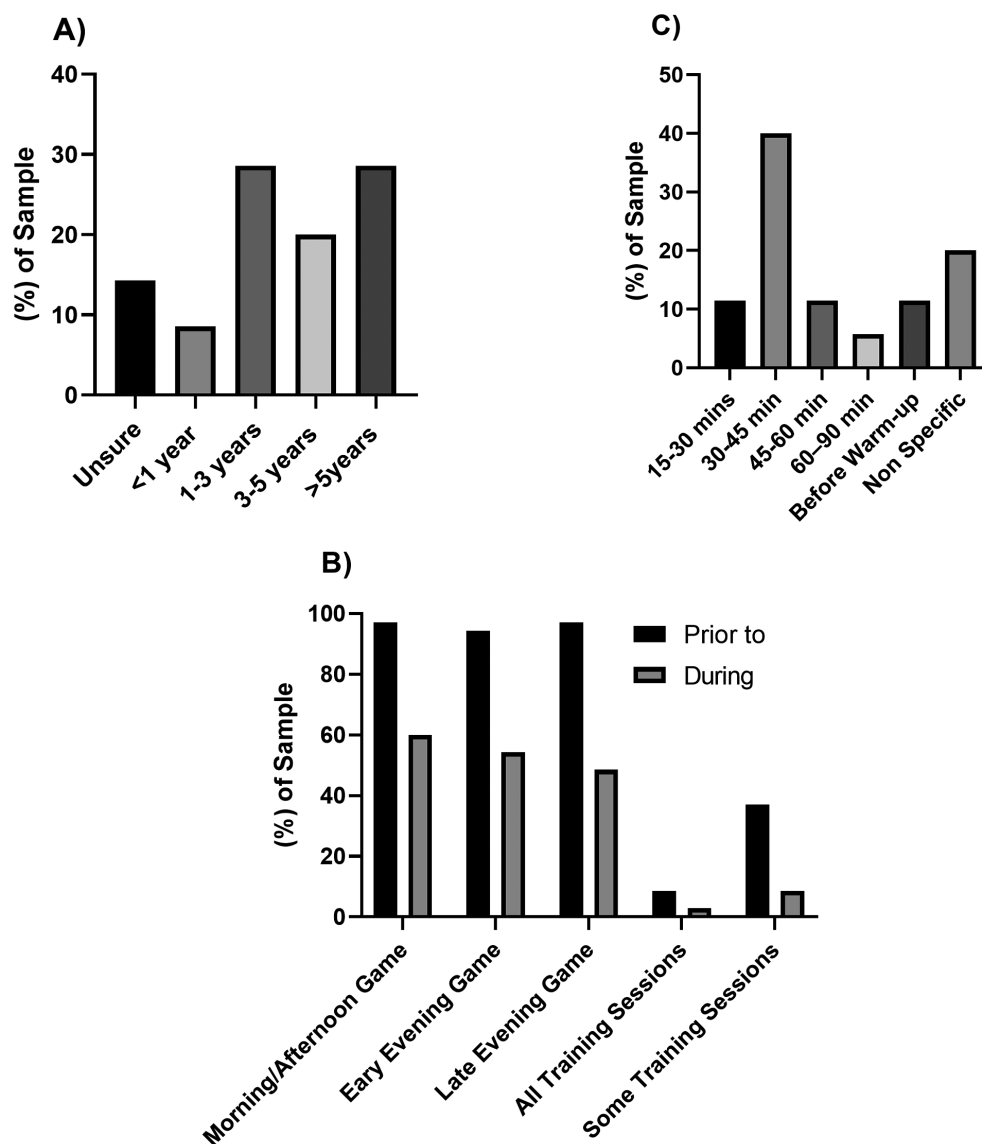 A)
(%) of Sample
40
30
20
10
0
Unsure
<1 year
1-3 years
3-5 years
>5years
C)
(%) of Sample
50
40
30
20
10
0
15-30 mins
30-45 min
45-60 min
60–90 min
Before Warm-up
Non Specific
B)
(%) of Sample
100
80
60
40
20
0
Prior to
During
Morning/Afternoon Game
Eary Evening Game
Late Evening Game
All Training Sessions
Some Training Sessions